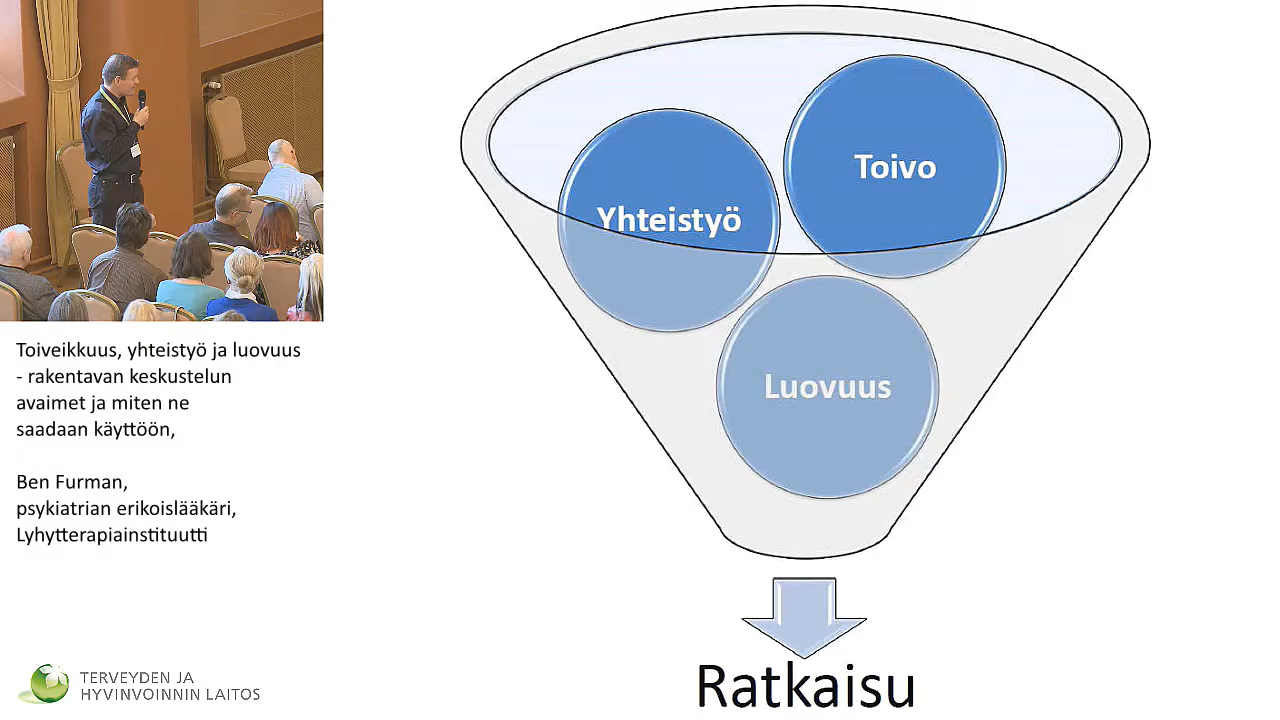 Toiveikkuus, yhteistyö ja luovuus
- rakentavan keskustelun
avaimet ja miten ne
saadaan käyttöön,
Ben Furman,
psykiatrian erikoislääkäri,
Lyhytterapiainstituutti
TERVEYDEN JA
HYVINVOINNIN LAITOS
Toivo
Yhteistyö
Luovuus
Ratkaisu